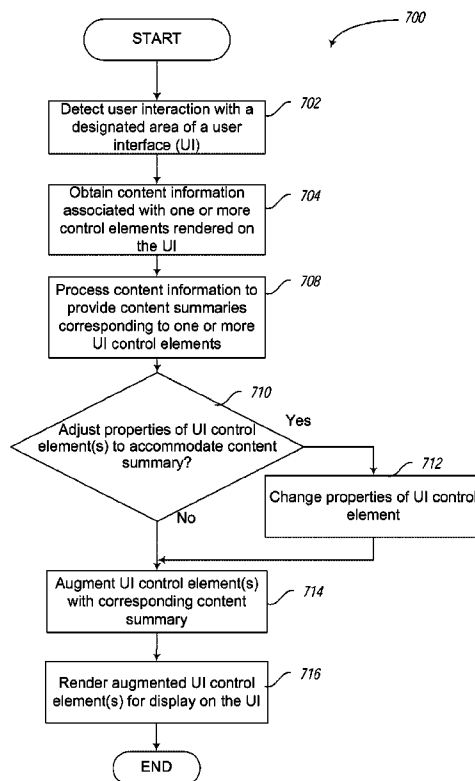 START
700
Detect user interaction with a
designated area of a user
interface (UI)
702
Obtain content information
associated with one or more
control elements rendered on
the UI
704
Process content information to
provide content summaries
corresponding to one or more
UI control elements
708
710
Adjust properties of UI control
element(s) to accommodate content
summary?
Yes
712
Change properties of UI control
element
No
Augment UI control element(s)
with corresponding content
summary
714
Render augmented UI control
element(s) for display on the UI
716
END